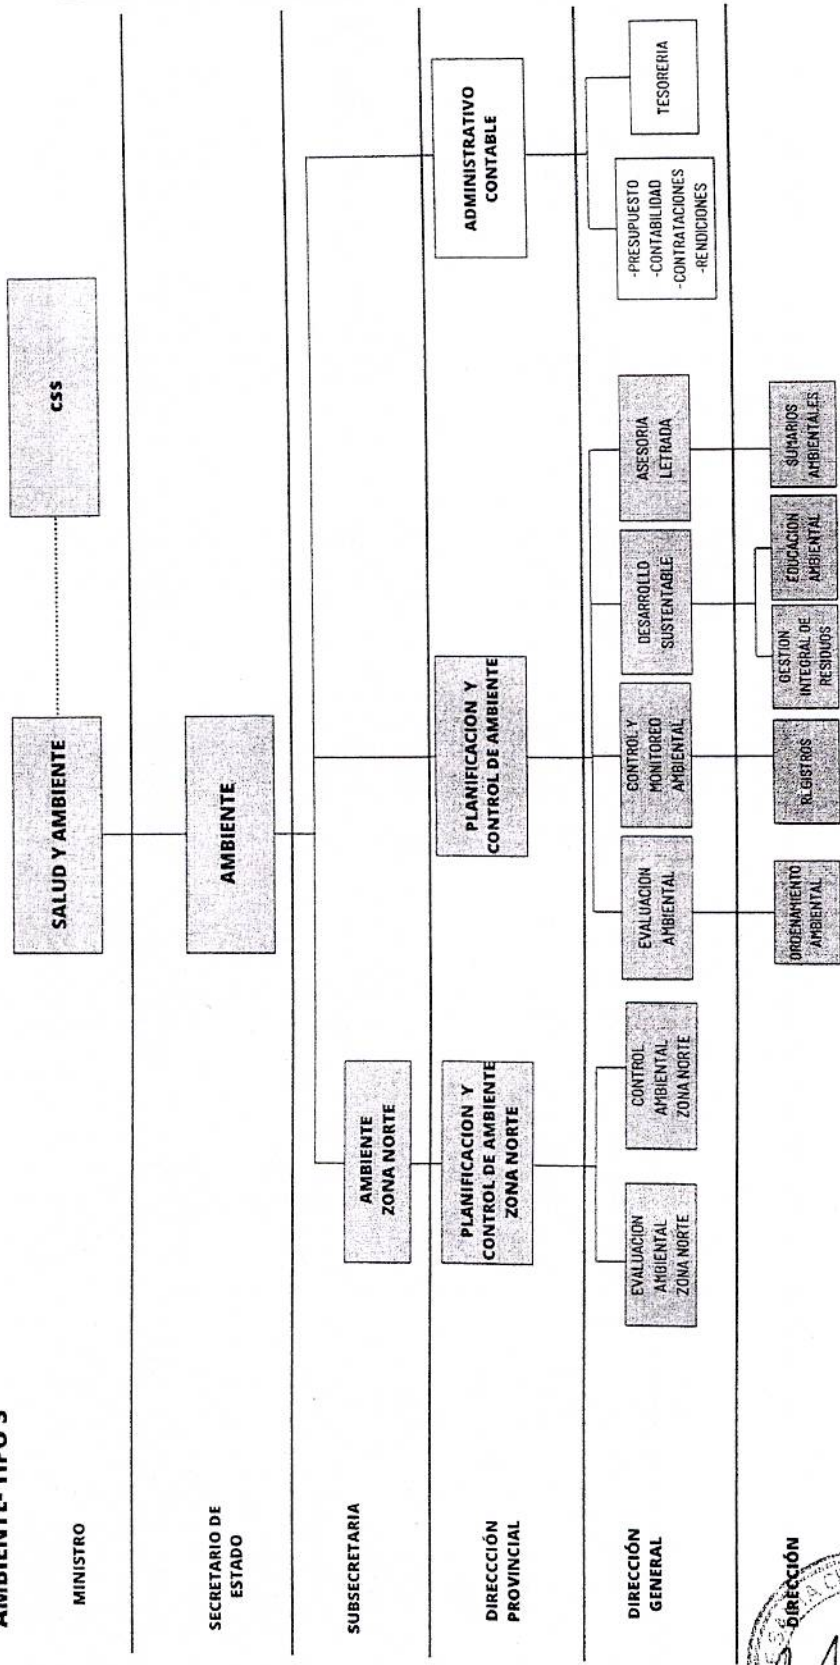 AMBIENTE- TIPO 3
MINISTRO
SALUD Y AMBIENTE
CSS
SECRETARIO DE
ESTADO
AMBIENTE
SUBSECRETARIA
AMBIENTE
ZONA NORTE
DIRECCCIÓN
PROVINCIAL
PLANIFICACION Y
CONTROL DE AMBIENTE
ZONA NORTE
PLANIFICACION Y
CONTROL DE AMBIENTE
ADMINISTRATIVO
CONTABLE
DIRECCIÓN
GENERAL
EVALUACION
AMBIENTAL
ZONA NORTE
CONTROL
AMBIENTAL
ZONA NORTE
EVALUACION
AMBIENTAL
CONTROL Y
MONITOREO
AMBIENTAL
DESARROLLO
SUSTENTABLE
ASESORIA
LETRADA
-PRESUPUESTO
-CONTABILIDAD
-CONTRATACIONES
-RENDICIONES
TESORERIA
DIRECCIÓN
ORDENAMIENTO
AMBIENTAL
REGISTROS
GESTION
INTEGRAL DE
RESIDUOS
EDUCACION
AMBIENTAL
SUMARIOS
AMBIENTALES